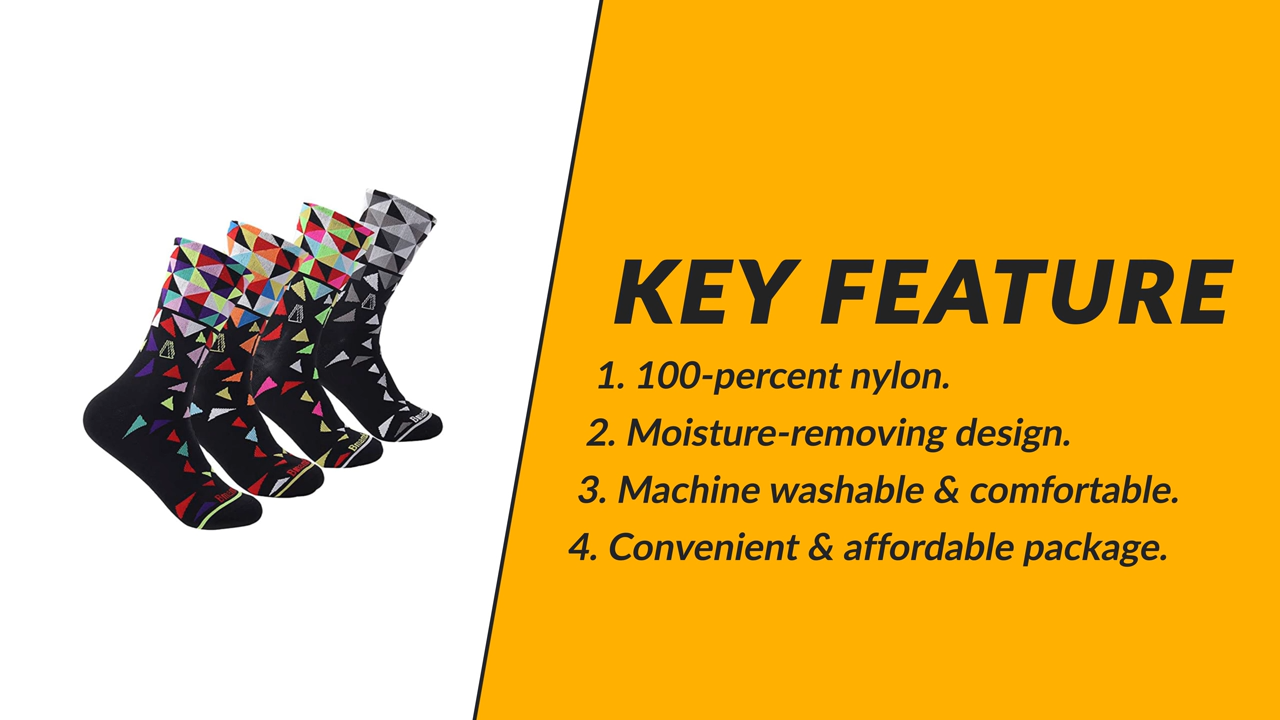 KEY FEATURE
1. 100-percent nylon.
2. Moisture-removing design.
3. Machine washable & comfortable.
4. Convenient & affordable package.